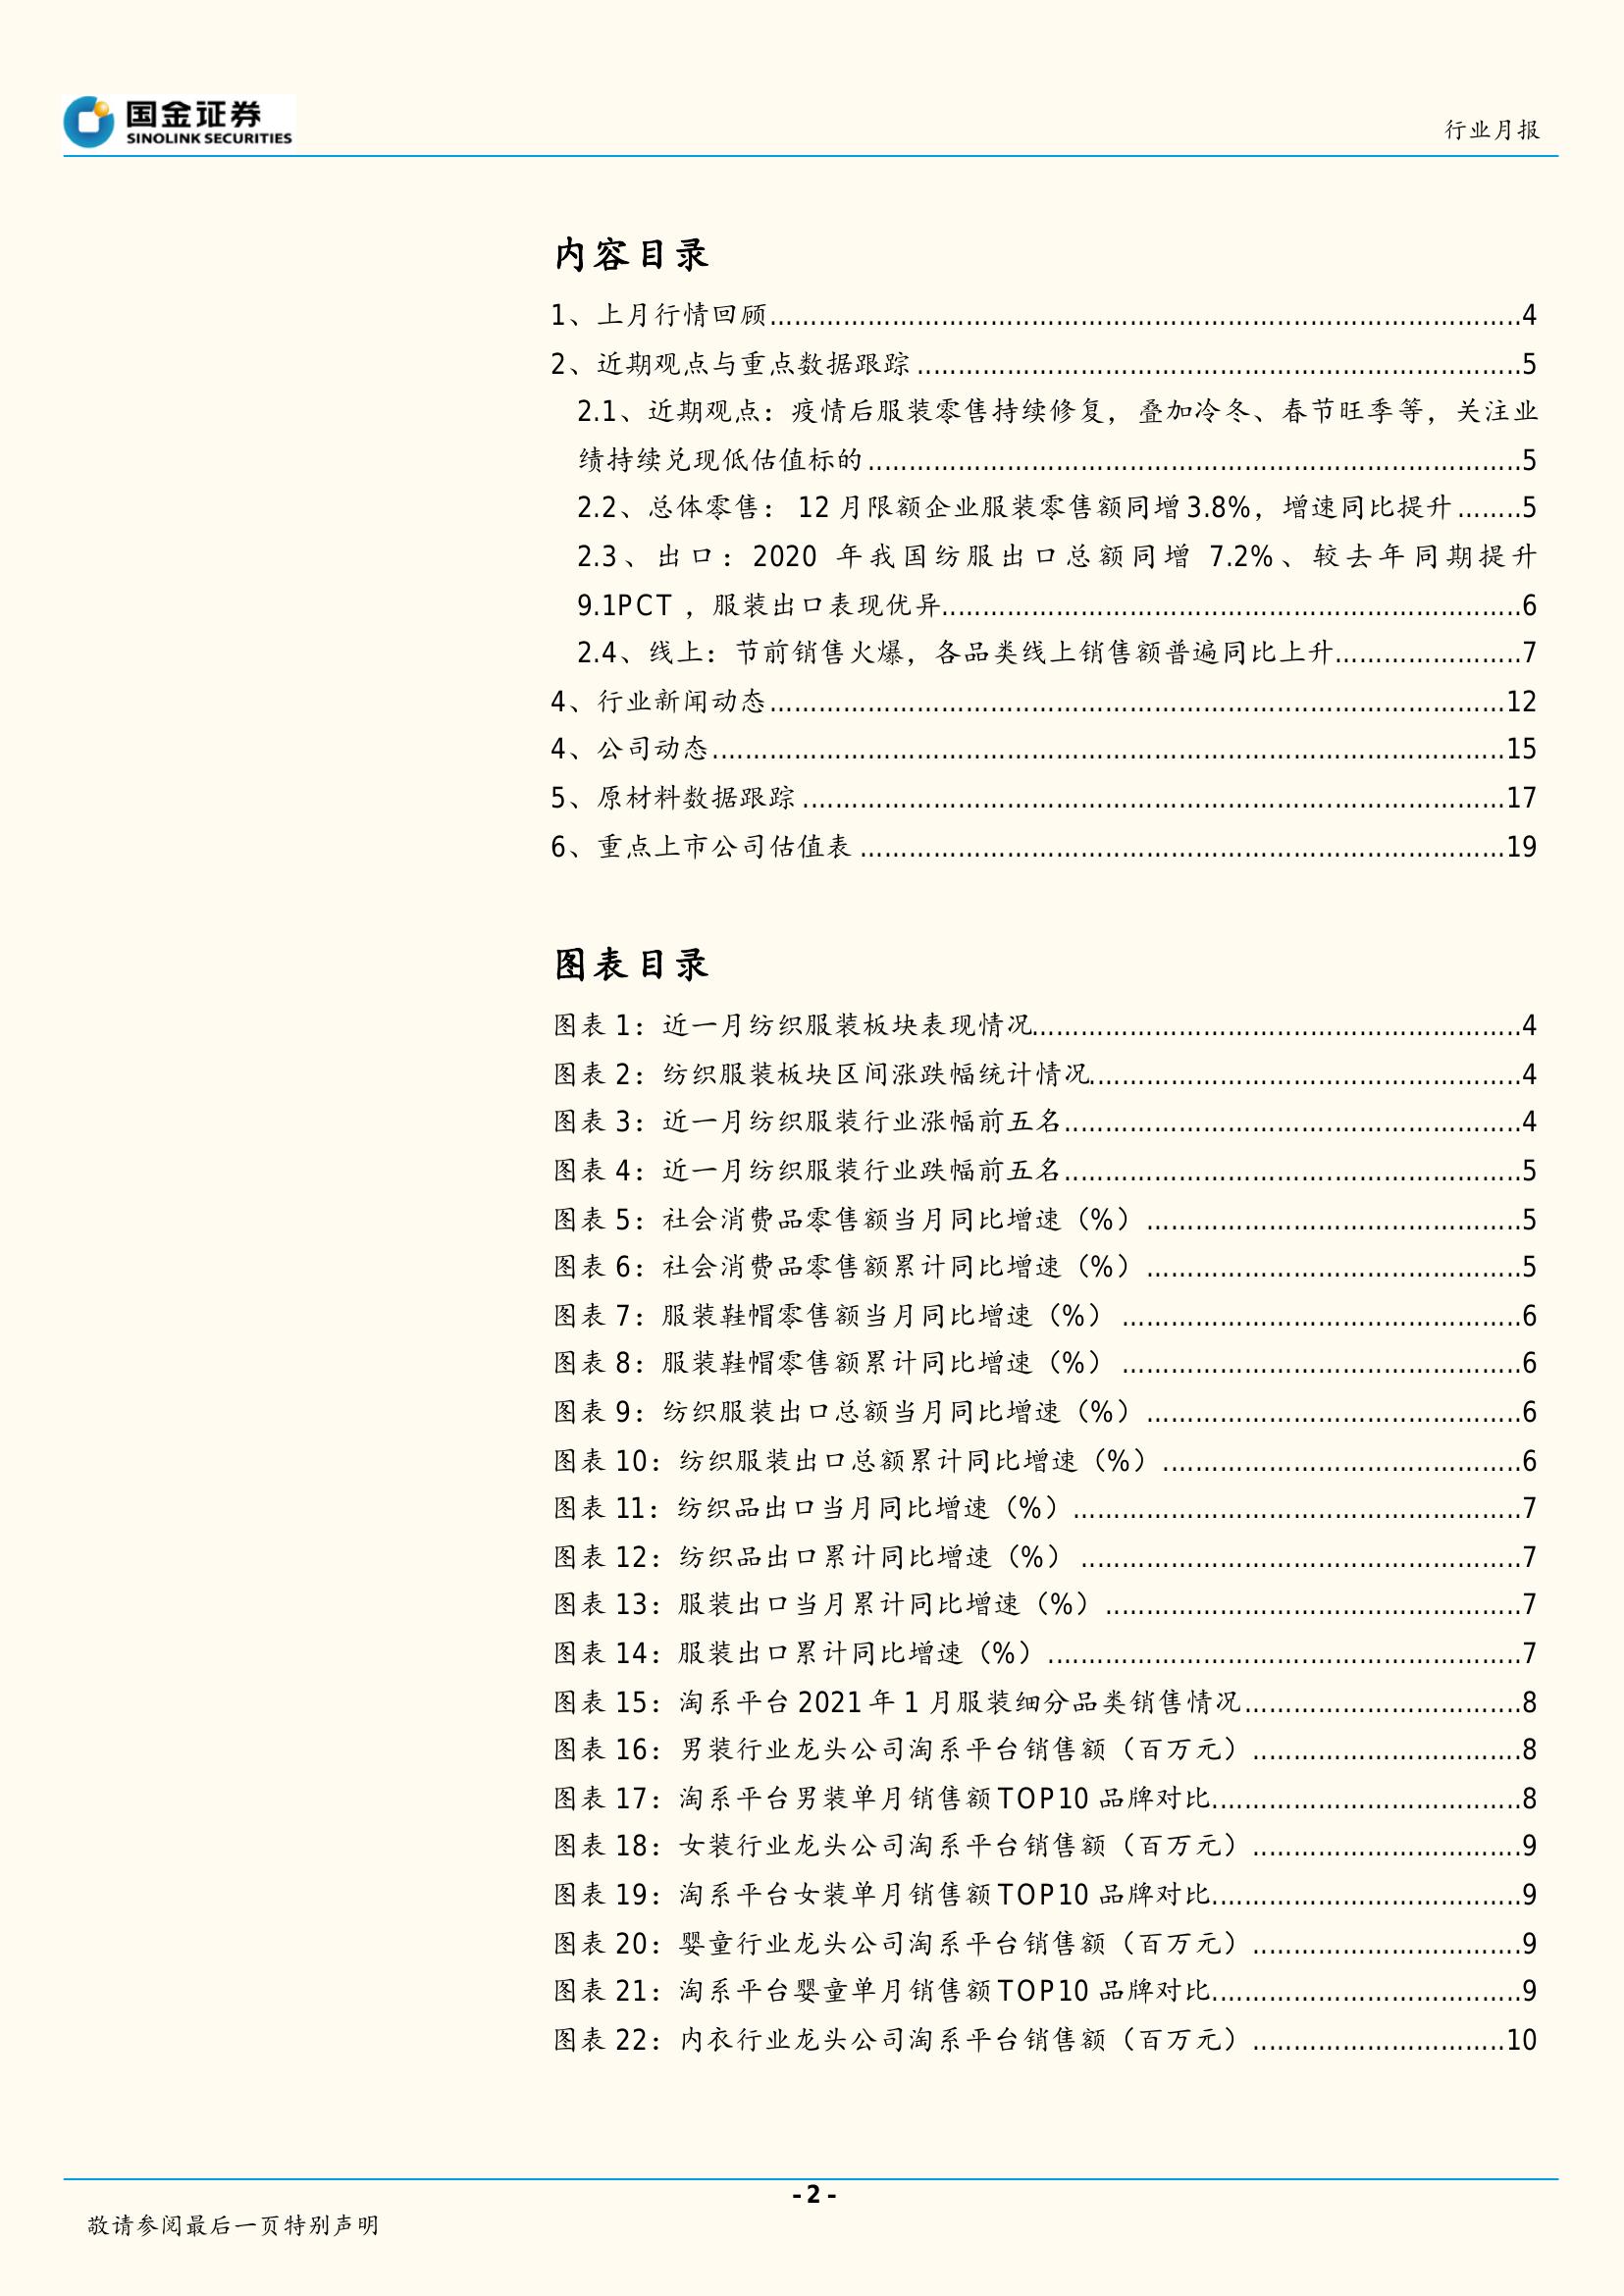 国金证券
SINOLINK SECURITIES
行业月报
内容目录
1、上月行情回顾......4
2、近期观点与重点数据跟踪......5
2.1、近期观点：疫情后服装零售持续修复，叠加冷冬、春节旺季等，关注业
绩持续兑现低估值标的......5
2.2、总体零售： 12 月限额企业服装零售额同增 3.8%，增速同比提升......5
2.3、出口：2020 年我国纺服出口总额同增 7.2%、较去年同期提升
9.1PCT ，服装出口表现优异......6
2.4、线上：节前销售火爆，各品类线上销售额普遍同比上升......7
4、行业新闻动态......12
4、公司动态......15
5、原材料数据跟踪......17
6、重点上市公司估值表......19
图表目录
图表 1：近一月纺织服装板块表现情况......4
图表 2：纺织服装板块区间涨跌幅统计情况......4
图表 3：近一月纺织服装行业涨幅前五名......4
图表 4：近一月纺织服装行业跌幅前五名......5
图表 5：社会消费品零售额当月同比增速（%）......5
图表 6：社会消费品零售额累计同比增速（%）......5
图表 7：服装鞋帽零售额当月同比增速（%）......6
图表 8：服装鞋帽零售额累计同比增速（%）......6
图表 9：纺织服装出口总额当月同比增速（%）......6
图表 10：纺织服装出口总额累计同比增速（%）......6
图表 11：纺织品出口当月同比增速（%）......7
图表 12：纺织品出口累计同比增速（%）......7
图表 13：服装出口当月累计同比增速（%）......7
图表 14：服装出口累计同比增速（%）......7
图表 15：淘系平台 2021 年 1 月服装细分品类销售情况......8
图表 16：男装行业龙头公司淘系平台销售额（百万元）......8
图表 17：淘系平台男装单月销售额 TOP10 品牌对比......8
图表 18：女装行业龙头公司淘系平台销售额（百万元）......9
图表 19：淘系平台女装单月销售额 TOP10 品牌对比......9
图表 20：婴童行业龙头公司淘系平台销售额（百万元）......9
图表 21：淘系平台婴童单月销售额 TOP10 品牌对比......9
图表 22：内衣行业龙头公司淘系平台销售额（百万元）......10
- 2 -
敬请参阅最后一页特别声明